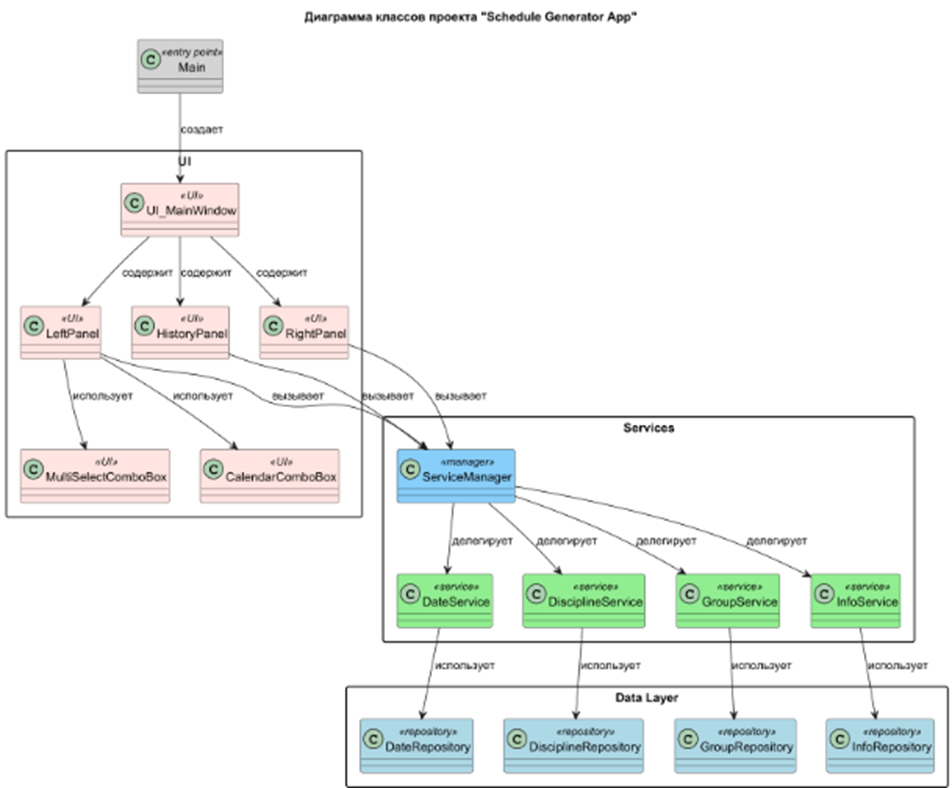 Диаграмма классов проекта "Schedule Generator App"
C «entry point»
Main
создает
UI
C «UI»
UI_MainWindow
содержит содержит содержит
C «UI»
LeftPanel
C «UI»
HistoryPanel
C «UI»
RightPanel
использует использует вызывает вызывает вызывает
C «UI»
MultiSelectComboBox
C «UI»
CalendarComboBox
Services
C «manager»
ServiceManager
делегирует делегирует делегирует делегирует
C «service»
DateService
C «service»
DisciplineService
C «service»
GroupService
C «service»
InfoService
использует использует использует использует
Data Layer
C «repository»
DateRepository
C «repository»
DisciplineRepository
C «repository»
GroupRepository
C «repository»
InfoRepository